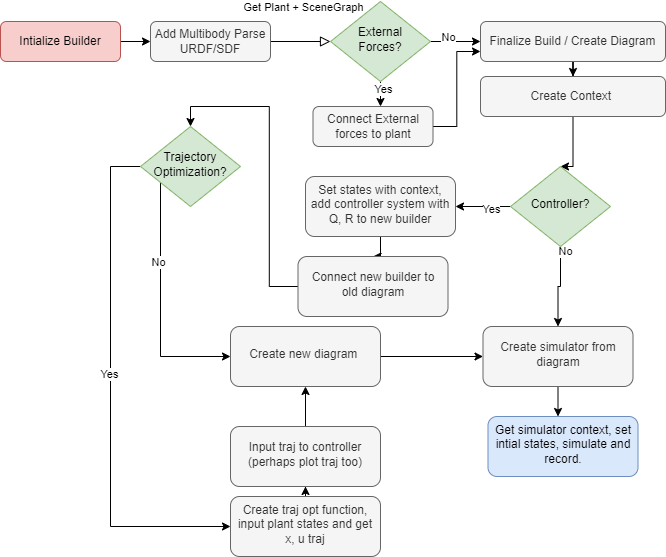 Get Plant + SceneGraph
Intialize Builder
Add Multibody Parse
URDF/SDF
External
Forces?
No
Finalize Build / Create Diagram
Yes
Create Context
Connect External
forces to plant
Trajectory
Optimization?
Set states with context,
add controller system with
Q, R to new builder
Yes
Controller?
No
No
Connect new builder to
old diagram
Create new diagram
Create simulator from
diagram
Yes
Input traj to controller
(perhaps plot traj too)
Get simulator context, set
intial states, simulate and
record.
Create traj opt function,
input plant states and get
x, u traj